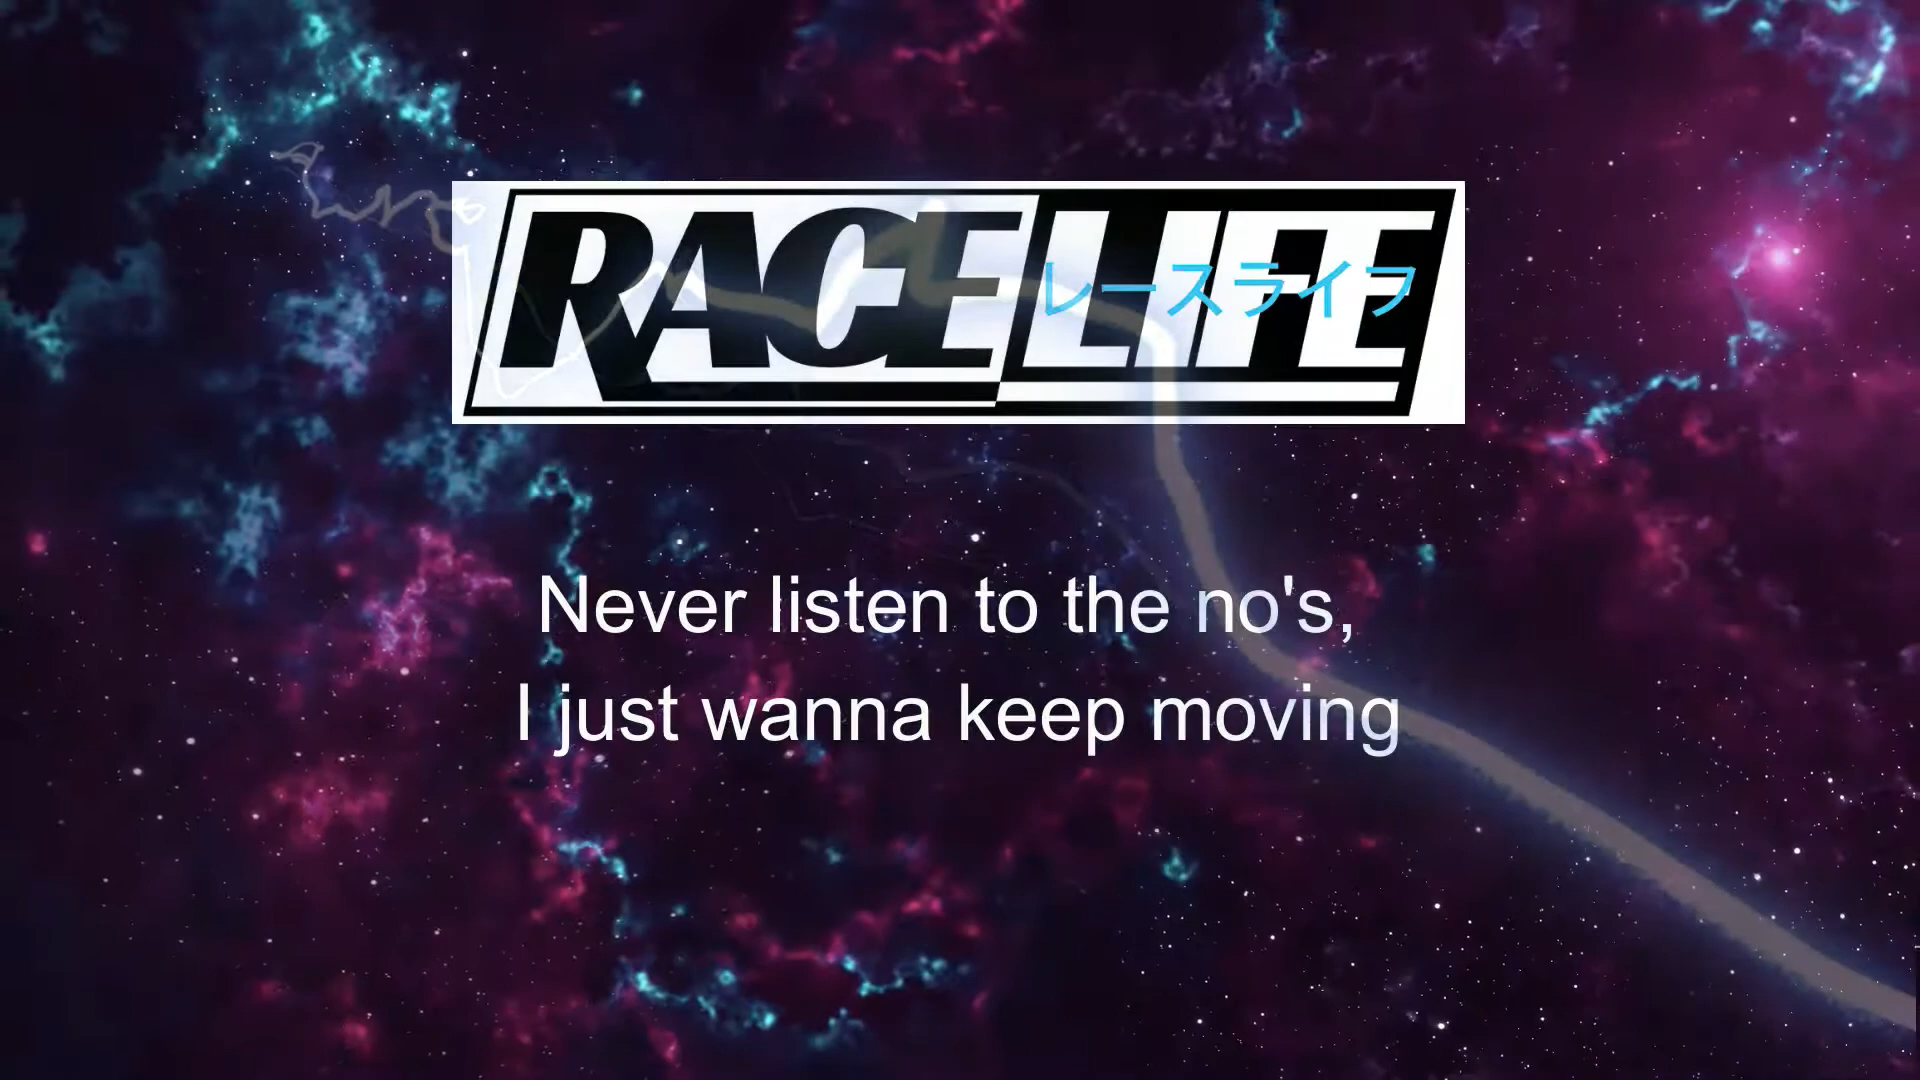 RACE LIFE
レースライフ
Never listen to the no's,
I just wanna keep moving